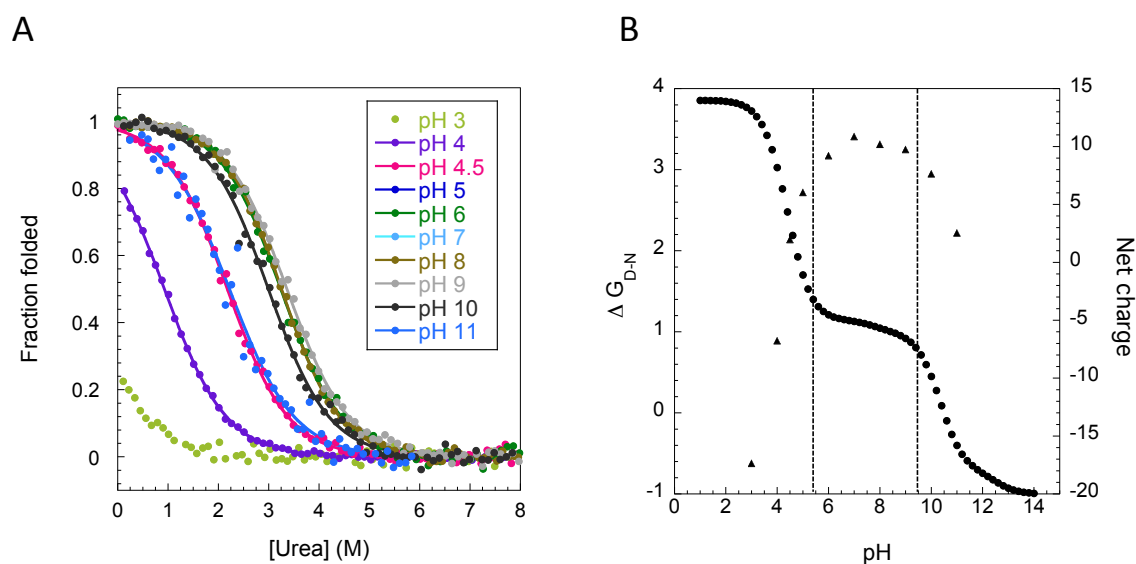 A
B
Fraction folded
1
0.8
0.6
0.4
0.2
0
0 1 2 3 4 5 6 7 8
[Urea] (M)
pH 3
pH 4
pH 4.5
pH 5
pH 6
pH 7
pH 8
pH 9
pH 10
pH 11
Δ G D-N
4
3
2
1
0
-1
0 2 4 6 8 10 12 14
pH
15
10
5
0
-5
-10
-15
-20
Net charge